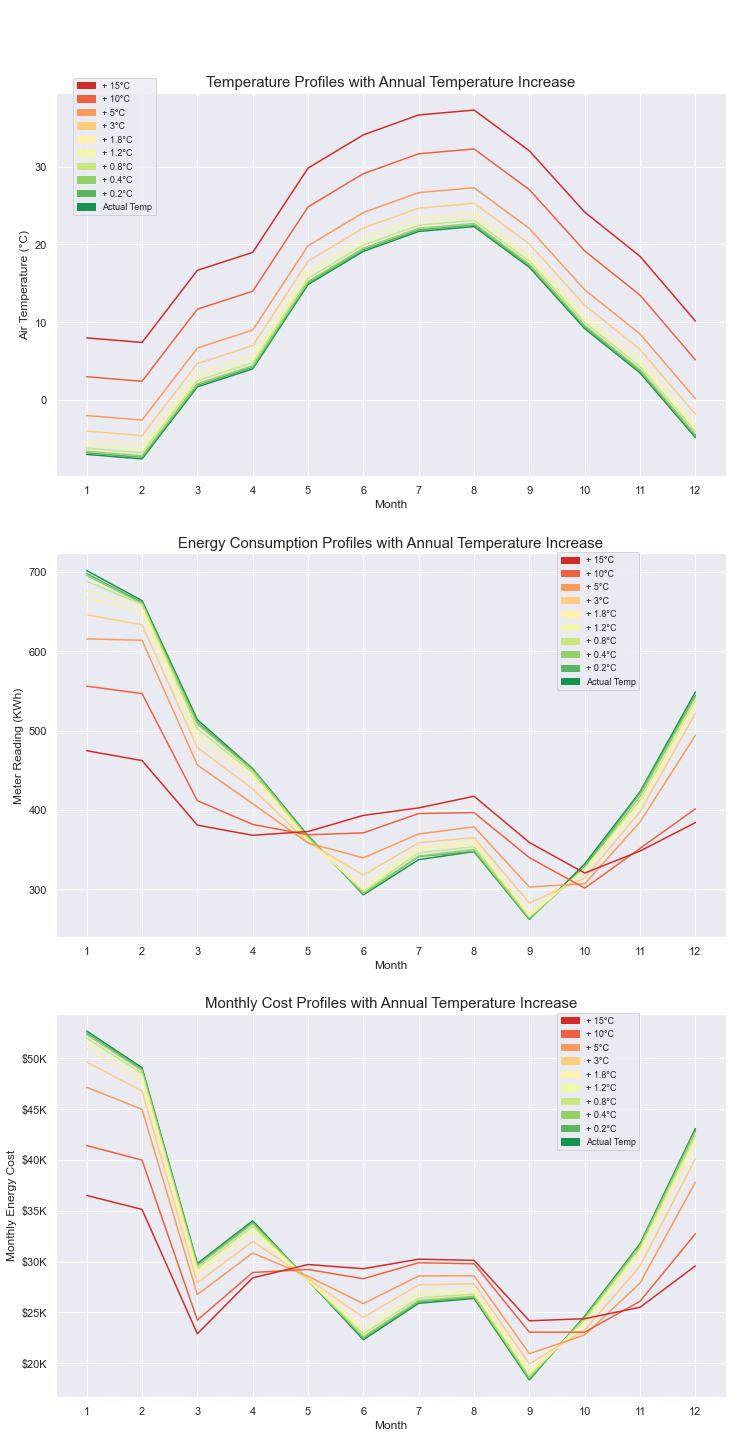 Temperature Profiles with Annual Temperature Increase
+ 15°C
+ 10°C
+ 5°C
+ 3°C
+ 1.8°C
+ 1.2°C
+ 0.8°C
+ 0.4°C
+ 0.2°C
Actual Temp
Air Temperature (°C)
30
20
10
0
1 2 3 4 5 6 7 8 9 10 11 12
Month
Energy Consumption Profiles with Annual Temperature Increase
+ 15°C
+ 10°C
+ 5°C
+ 3°C
+ 1.8°C
+ 1.2°C
+ 0.8°C
+ 0.4°C
+ 0.2°C
Actual Temp
Meter Reading (KWh)
700
600
500
400
300
1 2 3 4 5 6 7 8 9 10 11 12
Month
Monthly Cost Profiles with Annual Temperature Increase
+ 15°C
+ 10°C
+ 5°C
+ 3°C
+ 1.8°C
+ 1.2°C
+ 0.8°C
+ 0.4°C
+ 0.2°C
Actual Temp
Monthly Energy Cost
$50K
$45K
$40K
$35K
$30K
$25K
$20K
1 2 3 4 5 6 7 8 9 10 11 12
Month